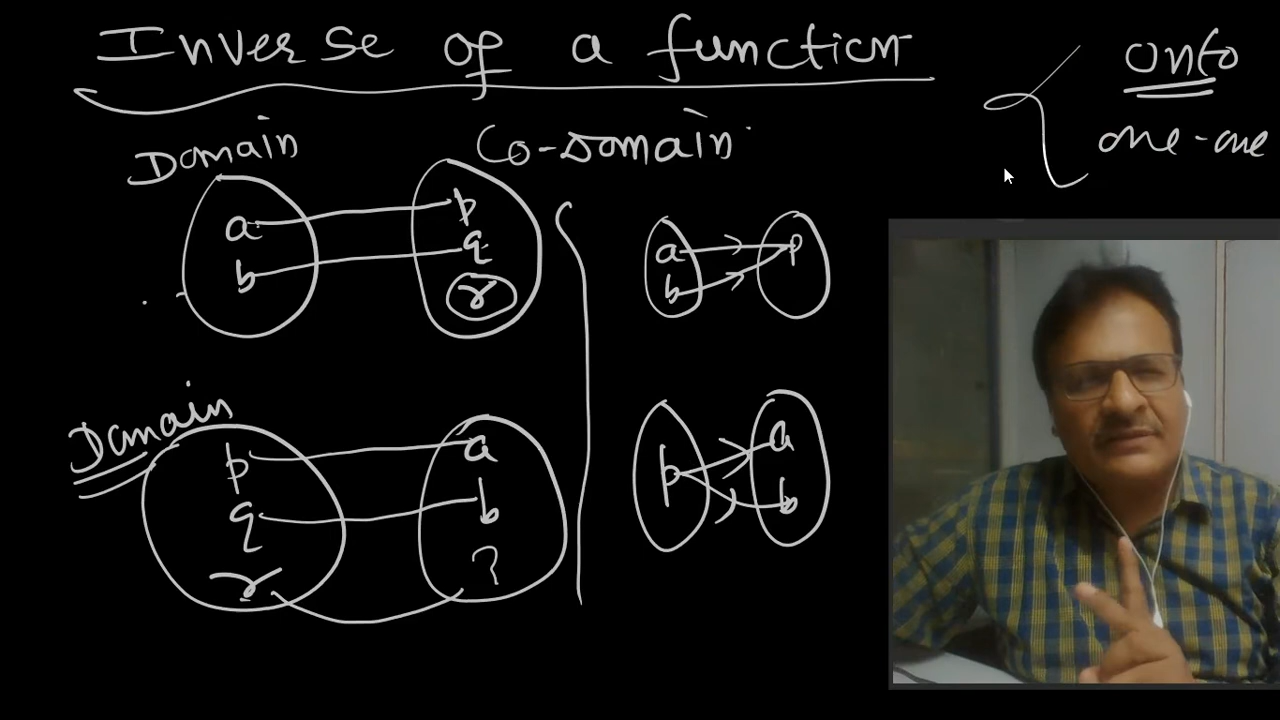 Inverse of a function
onto
one-one
Domain
Co-Domain
a
b
p
q
r
a
b
p
Domain
p
q
r
a
b
?
p
a
b